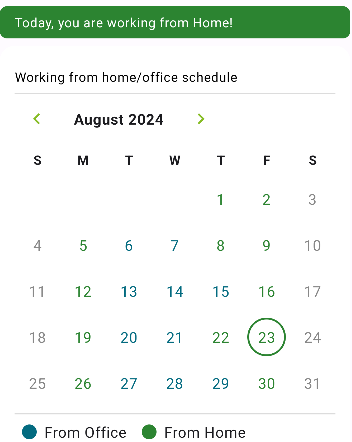 Today, you are working from Home!
Working from home/office schedule
August 2024
S M T W T F S
1 2 3
4 5 6 7 8 9 10
11 12 13 14 15 16 17
18 19 20 21 22 23 24
25 26 27 28 29 30 31
From Office From Home